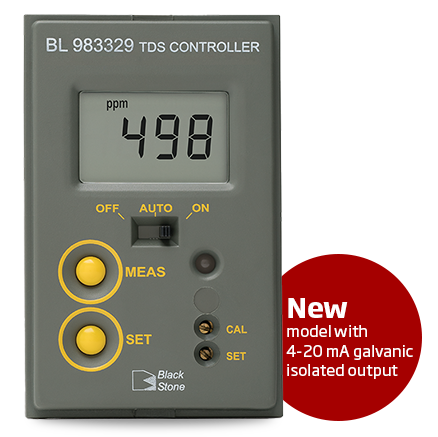 BL 983329 TDS CONTROLLER
ppm
498
OFF AUTO ON
MEAS
SET
CAL
SET
Black
Stone
New
model with
4-20 mA galvanic
isolated output